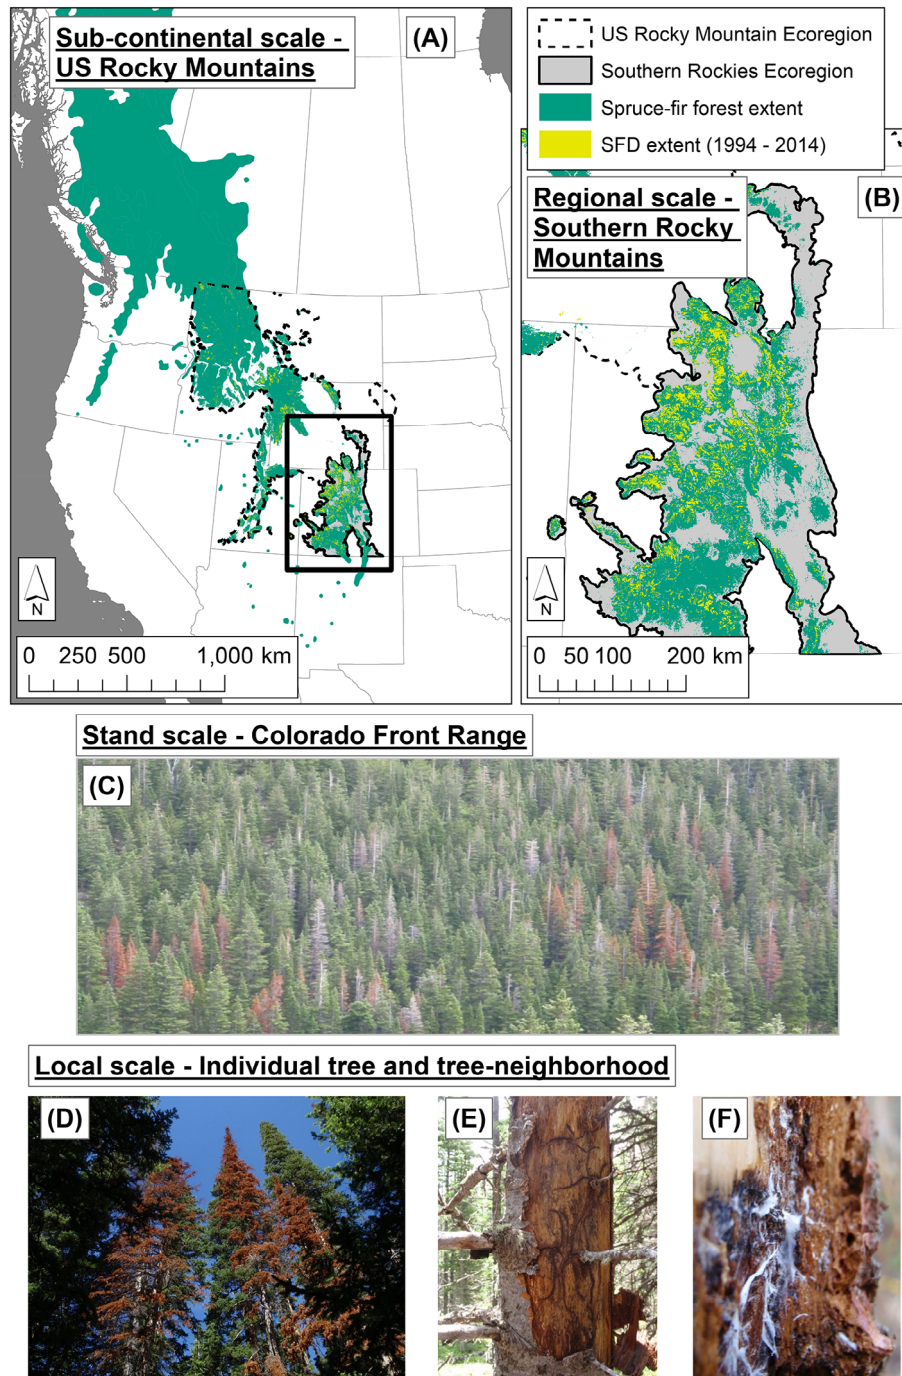 Sub-continental scale -
US Rocky Mountains
(A)
N
0 250 500 1,000 km
US Rocky Mountain Ecoregion
Southern Rockies Ecoregion
Spruce-fir forest extent
SFD extent (1994 - 2014)
Regional scale -
Southern Rocky
Mountains
(B)
N
0 50 100 200 km
Stand scale - Colorado Front Range
(C)
Local scale - Individual tree and tree-neighborhood
(D)
(E)
(F)